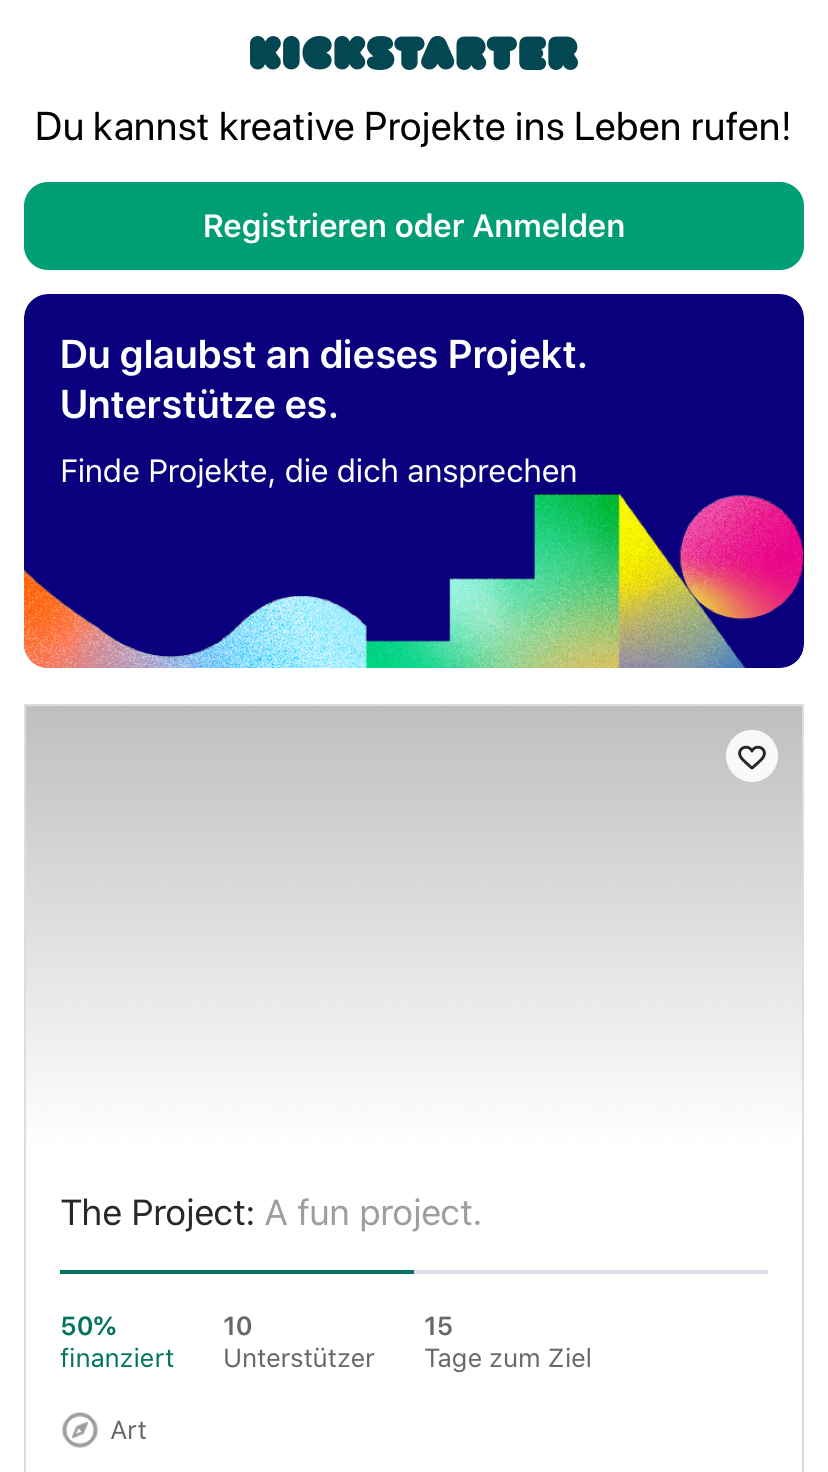 KICKSTARTER
Du kannst kreative Projekte ins Leben rufen!
Registrieren oder Anmelden
Du glaubst an dieses Projekt.
Unterstütze es.
Finde Projekte, die dich ansprechen
The Project: A fun project.
50% 10 15
finanziert Unterstützer Tage zum Ziel
Art